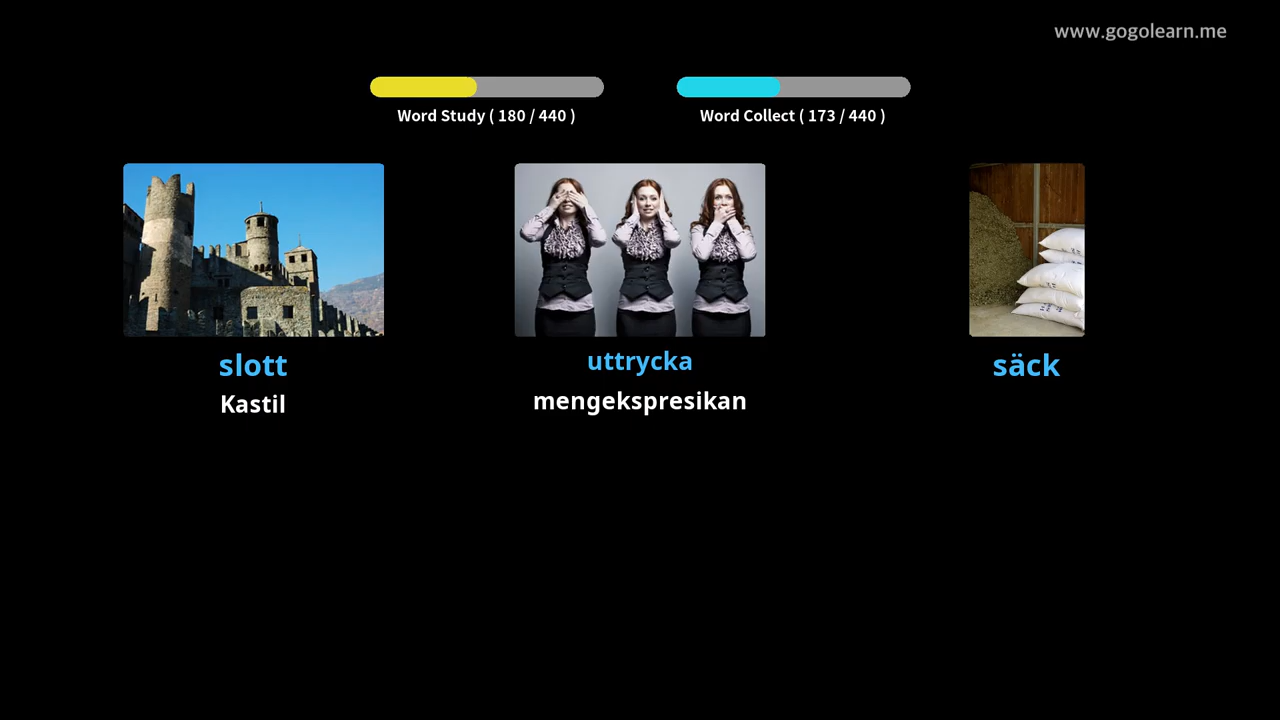 www.gogolearn.me
Word Study ( 180 / 440 )
Word Collect ( 173 / 440 )
slott
Kastil
uttrycka
mengekspresikan
säck